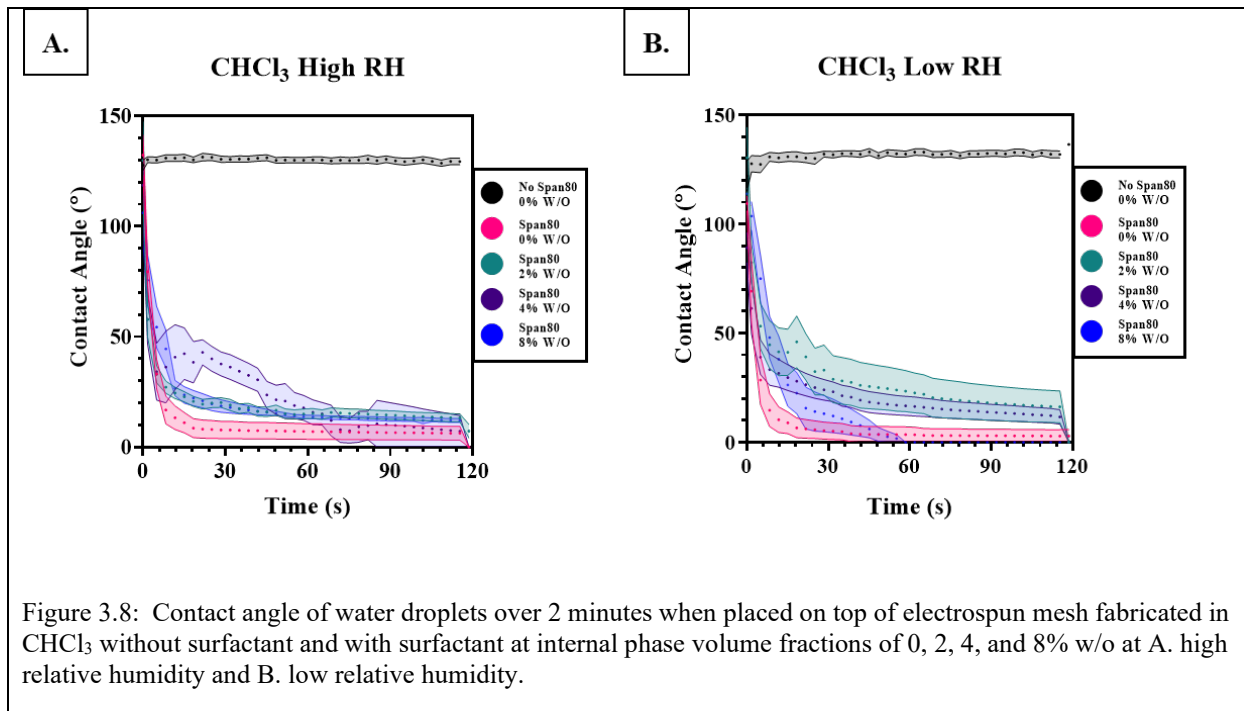 A.
CHCl₃ High RH
150
100
50
0
0 30 60 90 120
Contact Angle (°)
Time (s)
No Span80
0% W/O
Span80
0% W/O
Span80
2% W/O
Span80
4% W/O
Span80
8% W/O
B.
CHCl₃ Low RH
150
100
50
0
0 30 60 90 120
Contact Angle (°)
Time (s)
No Span80
0% W/O
Span80
0% W/O
Span80
2% W/O
Span80
4% W/O
Span80
8% W/O
Figure 3.8:  Contact angle of water droplets over 2 minutes when placed on top of electrospun mesh fabricated in
CHCl₃ without surfactant and with surfactant at internal phase volume fractions of 0, 2, 4, and 8% w/o at A. high
relative humidity and B. low relative humidity.